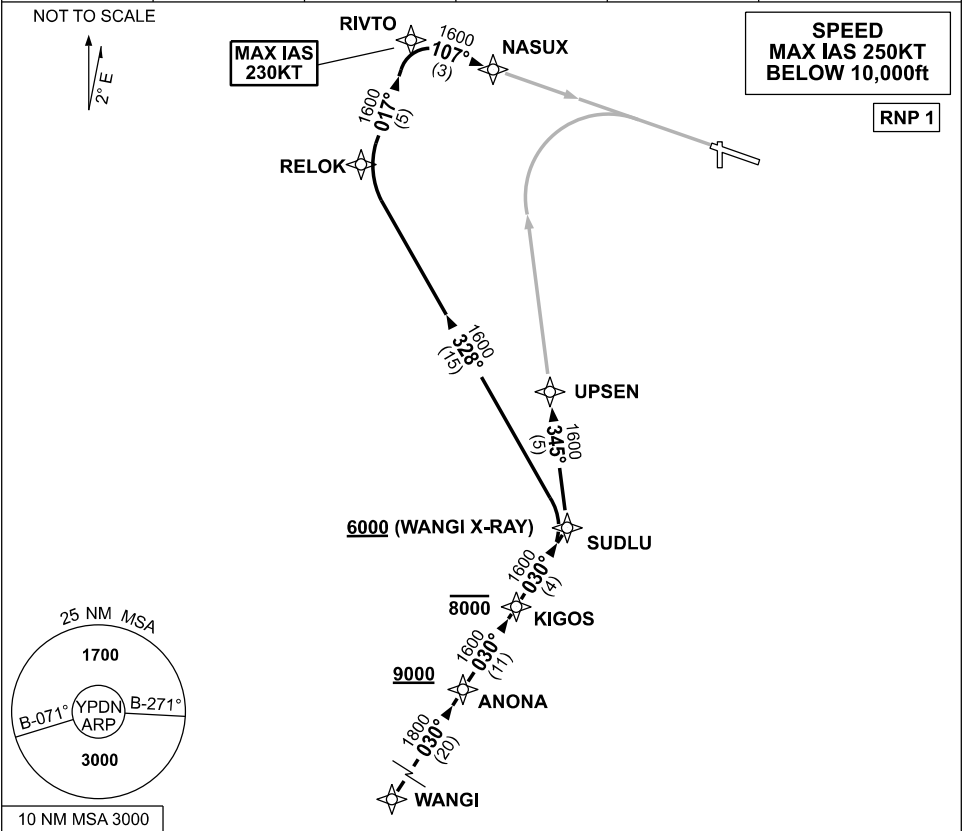 NOT TO SCALE
2° E
RIVTO
MAX IAS
230KT
1600
107°
(3)
NASUX
SPEED
MAX IAS 250KT
BELOW 10,000ft
RNP 1
1600
017°
(5)
RELOK
1600
328°
(15)
UPSEN
1600
345°
(5)
6000 (WANGI X-RAY)
SUDLU
1600
030°
(4)
8000
KIGOS
1600
030°
(11)
9000
ANONA
1800
030°
(20)
WANGI
25 NM MSA
1700
B-071°
YPDN
ARP
B-271°
3000
10 NM MSA 3000